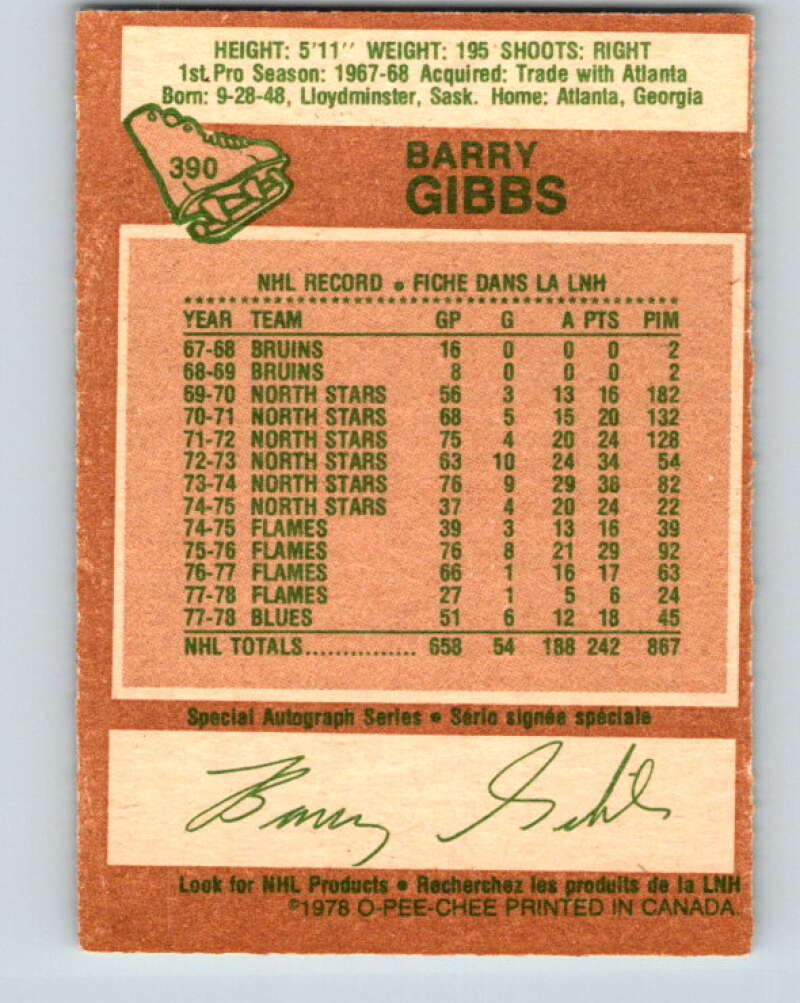 HEIGHT: 5'11'' WEIGHT: 195 SHOOTS: RIGHT
1st Pro Season: 1967-68 Acquired: Trade with Atlanta
Born: 9-28-48, Lloydminster, Sask. Home: Atlanta, Georgia
390
BARRY
GIBBS
NHL RECORD • FICHE DANS LA LNH
YEAR TEAM GP G A PTS PIM
67-68 BRUINS 16 0 0 0 2
68-69 BRUINS 8 0 0 0 2
69-70 NORTH STARS 56 3 13 16 182
70-71 NORTH STARS 68 5 15 20 132
71-72 NORTH STARS 75 4 20 24 128
72-73 NORTH STARS 63 10 24 34 54
73-74 NORTH STARS 76 9 29 38 82
74-75 NORTH STARS 37 4 20 24 22
74-75 FLAMES 39 3 13 16 39
75-76 FLAMES 76 8 21 29 92
76-77 FLAMES 66 1 16 17 63
77-78 FLAMES 27 1 5 6 24
77-78 BLUES 51 6 12 18 45
NHL TOTALS............... 658 54 188 242 867
Special Autograph Series • Série signée spéciale
Barry Gibbs
Look for NHL Products • Recherchez les produits de la LNH
©1978 O-PEE-CHEE PRINTED IN CANADA.